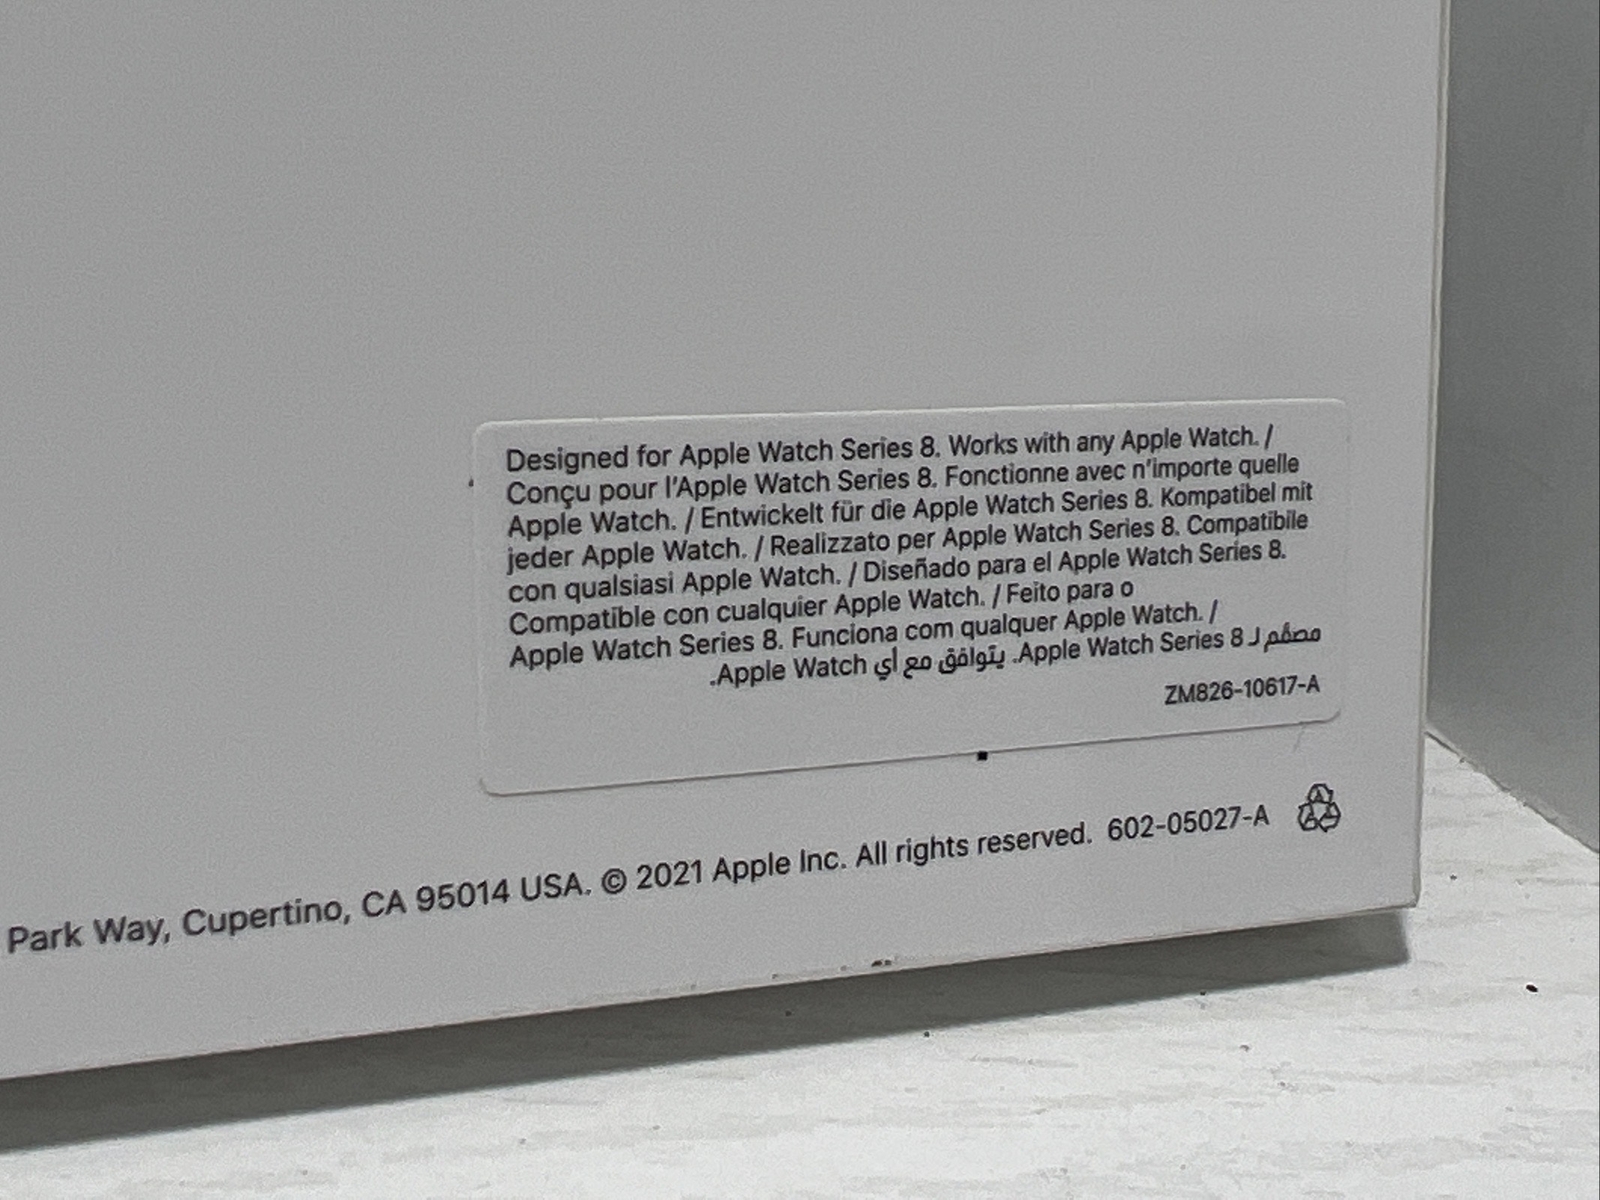 Designed for Apple Watch Series 8. Works with any Apple Watch. /
Conçu pour l'Apple Watch Series 8. Fonctionne avec n'importe quelle
Apple Watch. / Entwickelt für die Apple Watch Series 8. Kompatibel mit
jeder Apple Watch. / Realizzato per Apple Watch Series 8. Compatibile
con qualsiasi Apple Watch. / Diseñado para el Apple Watch Series 8.
Compatible con cualquier Apple Watch. / Feito para o
Apple Watch Series 8. Funciona com qualquer Apple Watch. /
مصمّم لـ Apple Watch Series 8. يتوافق مع أي Apple Watch.
ZM826-10617-A
Park Way, Cupertino, CA 95014 USA. © 2021 Apple Inc. All rights reserved. 602-05027-A